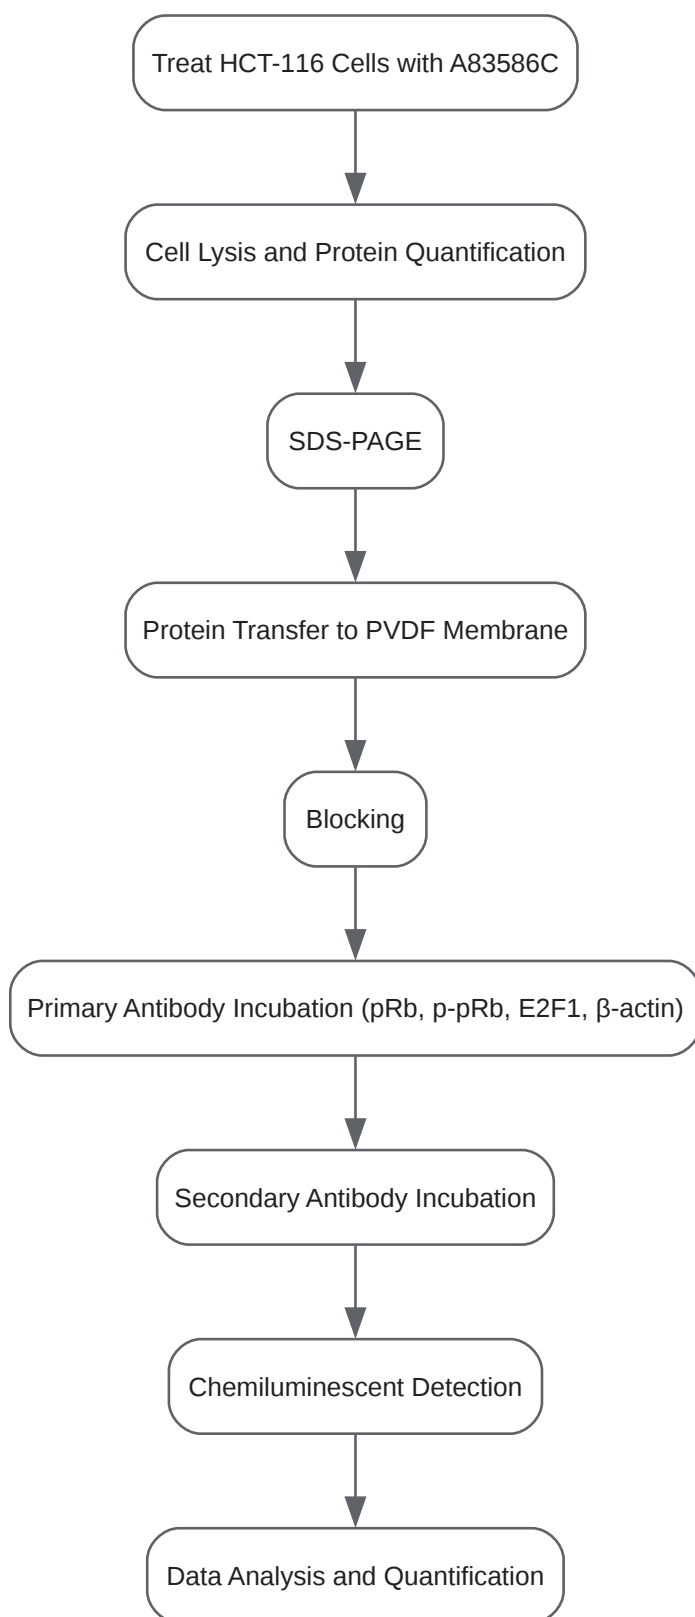 Treat HCT-116 Cells with A83586C
Cell Lysis and Protein Quantification
SDS-PAGE
Protein Transfer to PVDF Membrane
Blocking
Primary Antibody Incubation (pRb, p-pRb, E2F1, β-actin)
Secondary Antibody Incubation
Chemiluminescent Detection
Data Analysis and Quantification